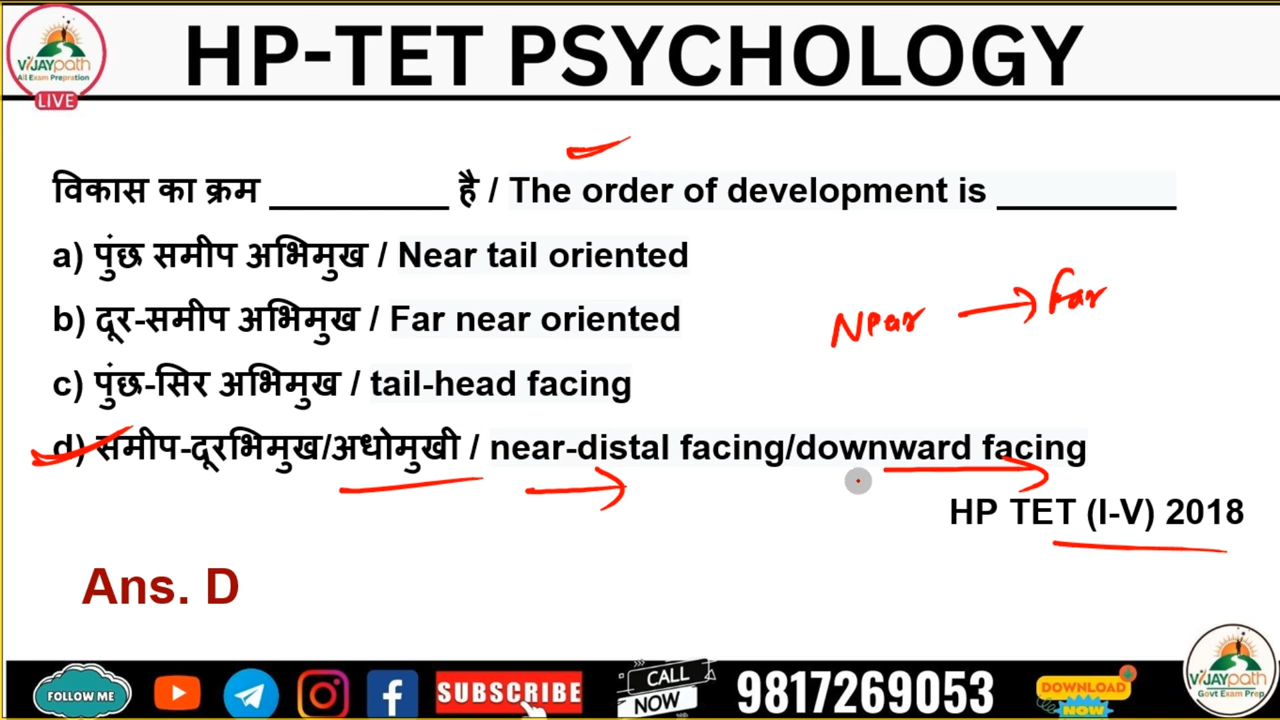 HP-TET PSYCHOLOGY
ViJAYpath
All Exam Prepration
LIVE
विकास का क्रम _________ है / The order of development is _________
a) पुंछ समीप अभिमुख / Near tail oriented
b) दूर-समीप अभिमुख / Far near oriented
Near → Far
c) पुंछ-सिर अभिमुख / tail-head facing
d) समीप-दूरभिमुख/अधोमुखी / near-distal facing/downward facing
HP TET (I-V) 2018
Ans. D
FOLLOW ME
SUBSCRIBE
CALL NOW
9817269053
DOWNLOAD NOW
ViJAYpath
Govt Exam Prep